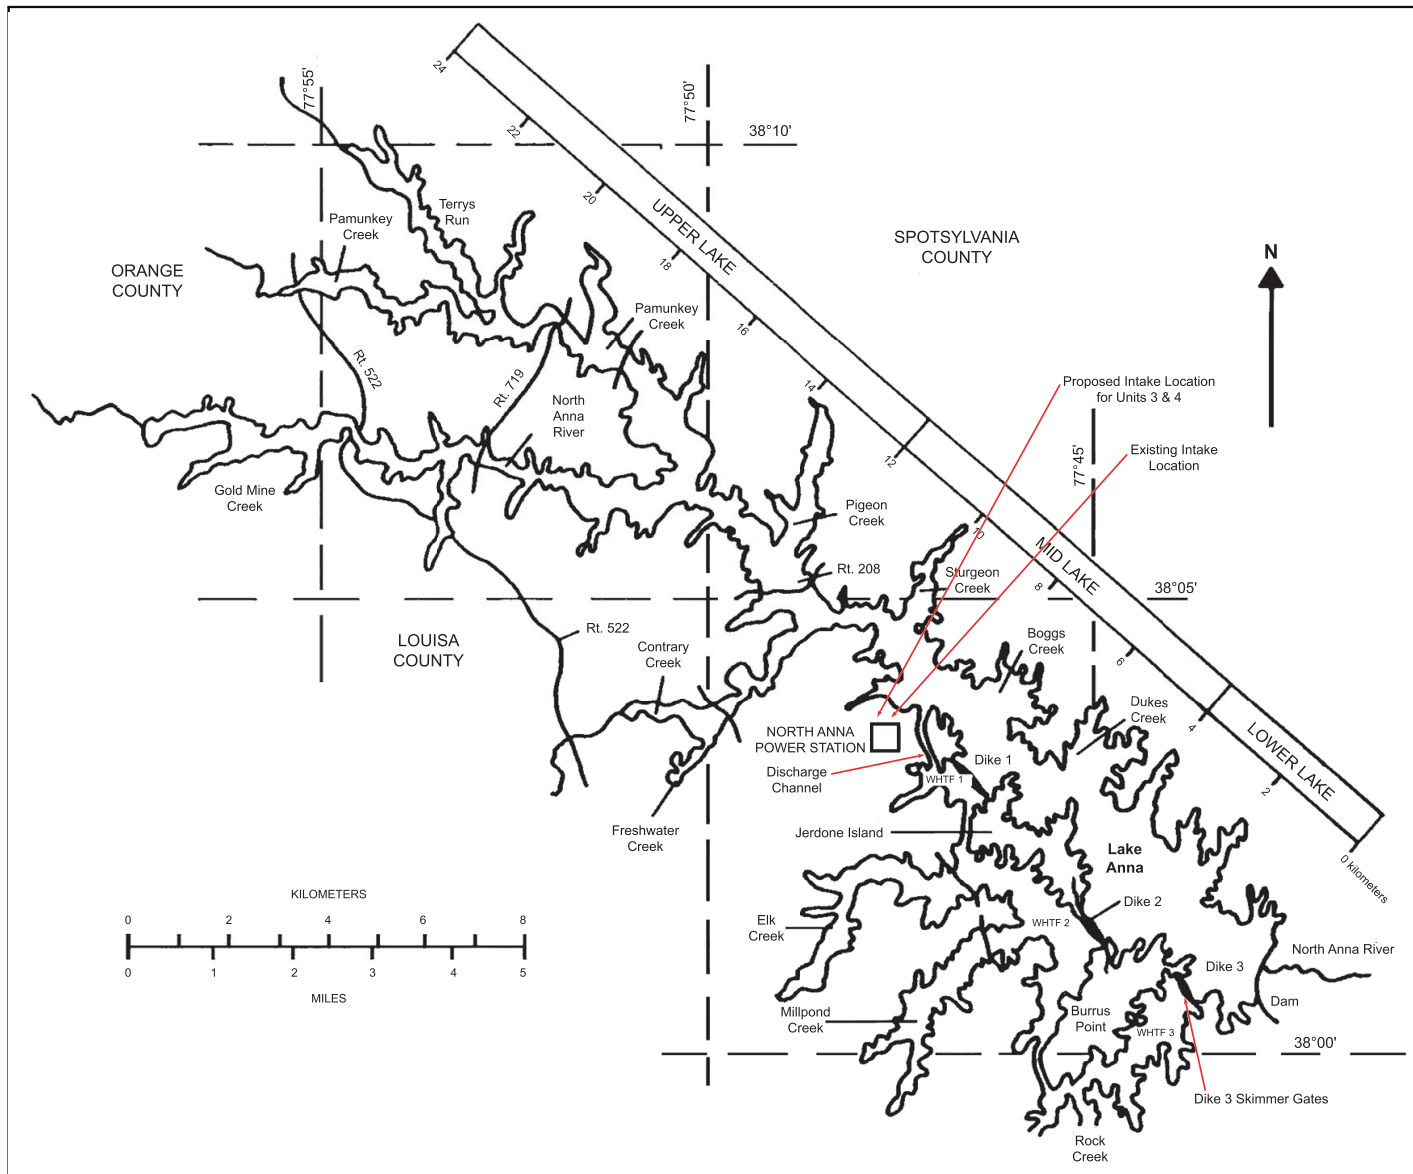 24
77°55'
77°50'
22
38°10'
20
Terrys
Run
Pamunkey
Creek
UPPER LAKE
SPOTSYLVANIA
COUNTY
N
ORANGE
COUNTY
18
Pamunkey
Creek
16
Rt. 522
Rt. 719
14
Proposed Intake Location
for Units 3 & 4
North
Anna
River
12
77°45'
Existing Intake
Location
Gold Mine
Creek
Pigeon
Creek
10
MID LAKE
Rt. 208
Sturgeon
Creek
8
38°05'
Rt. 522
LOUISA
COUNTY
Contrary
Creek
Boggs
Creek
6
Dukes
Creek
4
NORTH ANNA
POWER STATION
LOWER LAKE
Dike 1
Discharge
Channel
WHTF 1
2
Freshwater
Creek
Jerdone Island
Lake
Anna
0 kilometers
KILOMETERS
0 2 4 6 8
0 1 2 3 4 5
MILES
Elk
Creek
Dike 2
WHTF 2
North Anna River
Dike 3
Dam
Millpond
Creek
Burrus
Point
WHTF 3
38°00'
Dike 3 Skimmer Gates
Rock
Creek